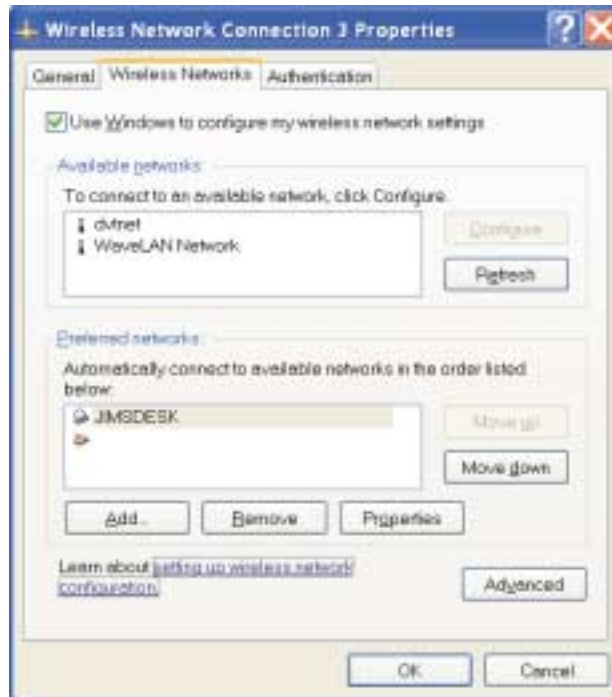 Wireless Network Connection 3 Properties
General
Wireless Networks
Authentication
Use Windows to configure my wireless network settings
Available networks:
To connect to an available network, click Configure.
dvtnet
WaveLAN Network
Configure
Refresh
Preferred networks:
Automatically connect to available networks in the order listed
below:
JIMSDESK
Move up
Move down
Add...
Remove
Properties
Learn about setting up wireless network
configuration.
Advanced
OK
Cancel